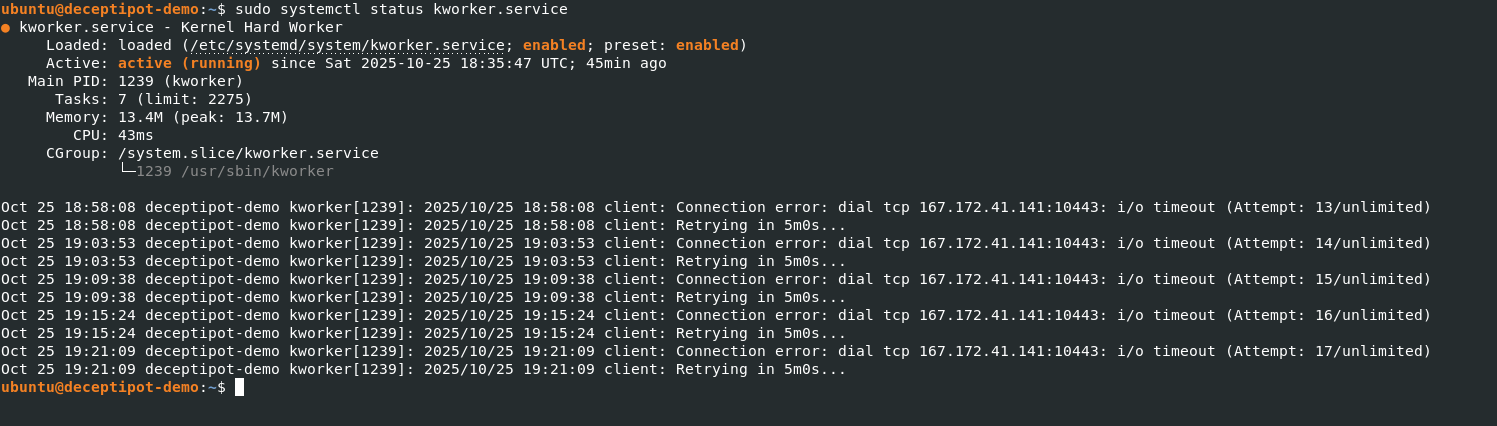 ubuntu@deceptipot-demo:~$ sudo systemctl status kworker.service
● kworker.service - Kernel Hard Worker
     Loaded: loaded (/etc/systemd/system/kworker.service; enabled; preset: enabled)
     Active: active (running) since Sat 2025-10-25 18:35:47 UTC; 45min ago
   Main PID: 1239 (kworker)
      Tasks: 7 (limit: 2275)
     Memory: 13.4M (peak: 13.7M)
        CPU: 43ms
     CGroup: /system.slice/kworker.service
             └─1239 /usr/sbin/kworker

Oct 25 18:58:08 deceptipot-demo kworker[1239]: 2025/10/25 18:58:08 client: Connection error: dial tcp 167.172.41.141:10443: i/o timeout (Attempt: 13/unlimited)
Oct 25 18:58:08 deceptipot-demo kworker[1239]: 2025/10/25 18:58:08 client: Retrying in 5m0s...
Oct 25 19:03:53 deceptipot-demo kworker[1239]: 2025/10/25 19:03:53 client: Connection error: dial tcp 167.172.41.141:10443: i/o timeout (Attempt: 14/unlimited)
Oct 25 19:03:53 deceptipot-demo kworker[1239]: 2025/10/25 19:03:53 client: Retrying in 5m0s...
Oct 25 19:09:38 deceptipot-demo kworker[1239]: 2025/10/25 19:09:38 client: Connection error: dial tcp 167.172.41.141:10443: i/o timeout (Attempt: 15/unlimited)
Oct 25 19:09:38 deceptipot-demo kworker[1239]: 2025/10/25 19:09:38 client: Retrying in 5m0s...
Oct 25 19:15:24 deceptipot-demo kworker[1239]: 2025/10/25 19:15:24 client: Connection error: dial tcp 167.172.41.141:10443: i/o timeout (Attempt: 16/unlimited)
Oct 25 19:15:24 deceptipot-demo kworker[1239]: 2025/10/25 19:15:24 client: Retrying in 5m0s...
Oct 25 19:21:09 deceptipot-demo kworker[1239]: 2025/10/25 19:21:09 client: Connection error: dial tcp 167.172.41.141:10443: i/o timeout (Attempt: 17/unlimited)
Oct 25 19:21:09 deceptipot-demo kworker[1239]: 2025/10/25 19:21:09 client: Retrying in 5m0s...
ubuntu@deceptipot-demo:~$